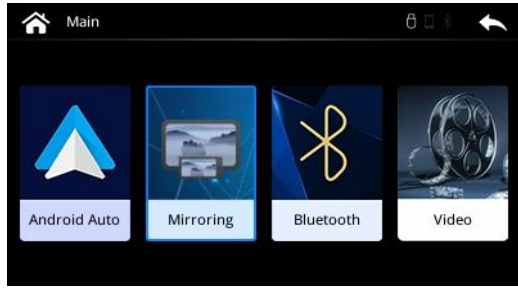 Main
Android Auto
Mirroring
Bluetooth
Video